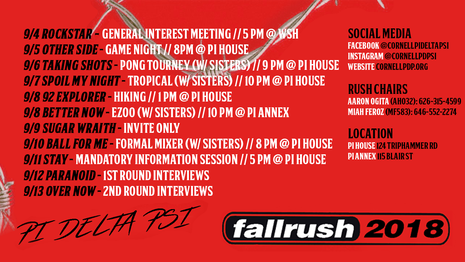 9/4 ROCKSTAR - GENERAL INTEREST MEETING // 5 PM @ WSH
9/5 OTHER SIDE - GAME NIGHT // 8PM @ PI HOUSE
9/6 TAKING SHOTS - PONG TOURNEY (W/ SISTERS) // 9 PM @ PI HOUSE
9/7 SPOIL MY NIGHT - TROPICAL (W/ SISTERS) // 10 PM @ PI HOUSE
9/8 92 EXPLORER - HIKING // 1 PM @ PI HOUSE
9/8 BETTER NOW - EZOO (W/ SISTERS) // 10 PM @ PI ANNEX
9/9 SUGAR WRAITH - INVITE ONLY
9/10 BALL FOR ME - FORMAL MIXER (W/ SISTERS) // 8 PM @ PI HOUSE
9/11 STAY - MANDATORY INFORMATION SESSION // 5 PM @ PI HOUSE
9/12 PARANOID - 1ST ROUND INTERVIEWS
9/13 OVER NOW - 2ND ROUND INTERVIEWS
SOCIAL MEDIA
FACEBOOK @CORNELLPIDELTAPSI
INSTAGRAM @CORNELLPDPSI
WEBSITE CORNELLPDP.ORG
RUSH CHAIRS
AARON OGITA (AHO32): 626-315-4599
MIAH FEROZ (MF583): 646-552-2274
LOCATION
PI HOUSE 124 TRIPHAMMER RD
PI ANNEX 115 BLAIR ST
PI DELTA PSI
fallrush 2018